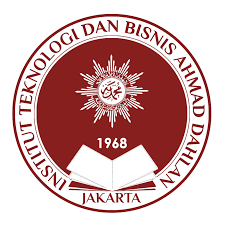 INSTITUT TEKNOLOGI DAN BISNIS AHMAD DAHLAN
1968
JAKARTA